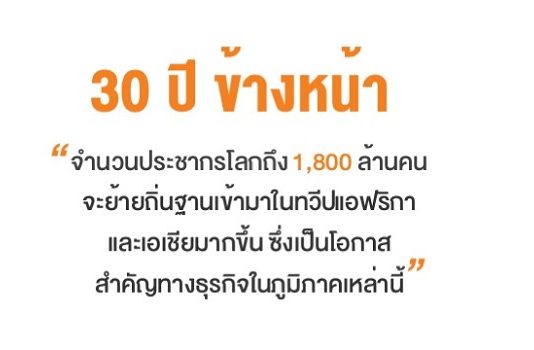 30 ปี ข้างหน้า
“จำนวนประชากรโลกถึง 1,800 ล้านคน
จะย้ายถิ่นฐานเข้ามาในทวีปแอฟริกา
และเอเชียมากขึ้น ซึ่งเป็นโอกาส
สำคัญทางธุรกิจในภูมิภาคเหล่านี้”